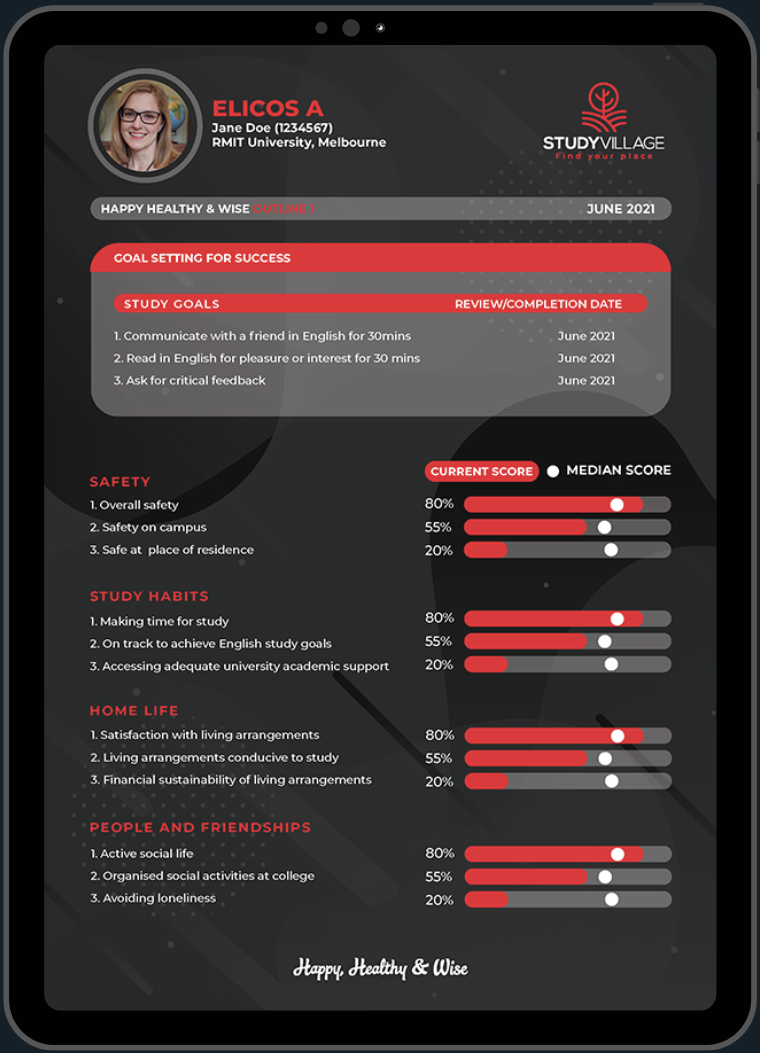 ELICOS A
Jane Doe (1234567)
RMIT University, Melbourne
STUDYVILLAGE
Find your place
HAPPY HEALTHY & WISE OUTLINE 1 JUNE 2021
GOAL SETTING FOR SUCCESS
STUDY GOALS REVIEW/COMPLETION DATE
1. Communicate with a friend in English for 30mins June 2021
2. Read in English for pleasure or interest for 30 mins June 2021
3. Ask for critical feedback June 2021
CURRENT SCORE MEDIAN SCORE
SAFETY
1. Overall safety 80%
2. Safety on campus 55%
3. Safe at place of residence 20%
STUDY HABITS
1. Making time for study 80%
2. On track to achieve English study goals 55%
3. Accessing adequate university academic support 20%
HOME LIFE
1. Satisfaction with living arrangements 80%
2. Living arrangements conducive to study 55%
3. Financial sustainability of living arrangements 20%
PEOPLE AND FRIENDSHIPS
1. Active social life 80%
2. Organised social activities at college 55%
3. Avoiding loneliness 20%
Happy, Healthy & Wise